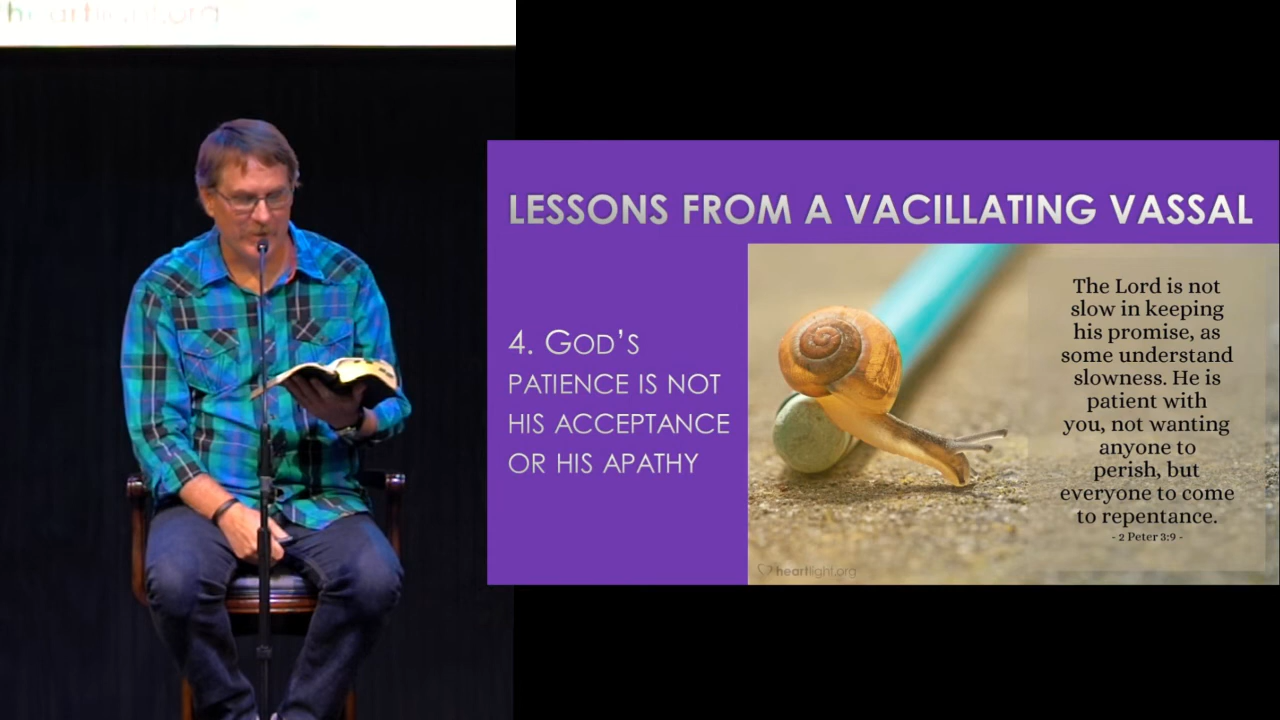 heartlight.org
LESSONS FROM A VACILLATING VASSAL
4. GOD'S
PATIENCE IS NOT
HIS ACCEPTANCE
OR HIS APATHY
The Lord is not
slow in keeping
his promise, as
some understand
slowness. He is
patient with
you, not wanting
anyone to
perish, but
everyone to come
to repentance.
- 2 Peter 3:9 -
heartlight.org